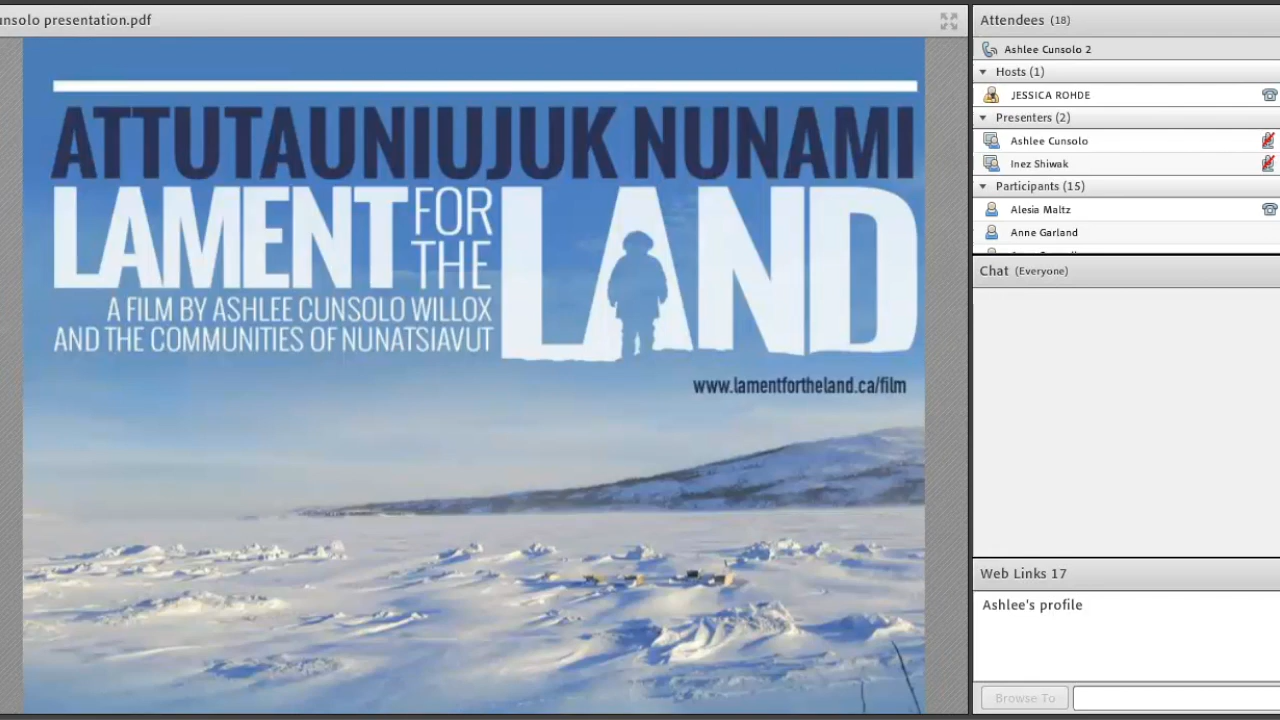 unsolo presentation.pdf
ATTUTAUNIUJUK NUNAMI
LAMENT FOR THE LAND
A FILM BY ASHLEE CUNSOLO WILLOX
AND THE COMMUNITIES OF NUNATSIAVUT
www.lamentfortheland.ca/film
Attendees (18)
Ashlee Cunsolo 2
Hosts (1)
JESSICA ROHDE
Presenters (2)
Ashlee Cunsolo
Inez Shiwak
Participants (15)
Alesia Maltz
Anne Garland
Chat (Everyone)
Web Links 17
Ashlee's profile
Browse To